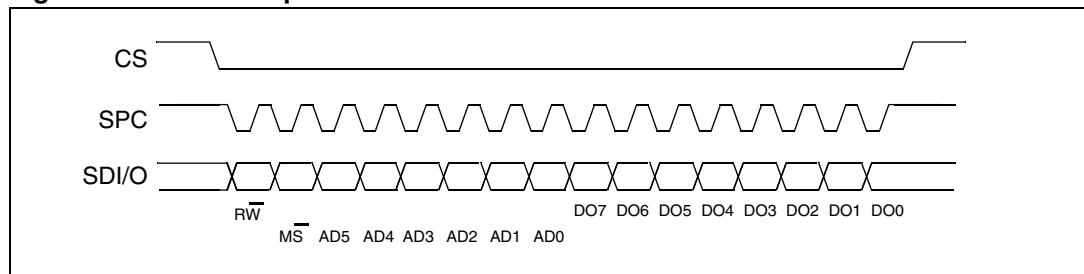 CS
SPC
SDI/O
RW̅ DO7 DO6 DO5 DO4 DO3 DO2 DO1 DO0
MS̅ AD5 AD4 AD3 AD2 AD1 AD0